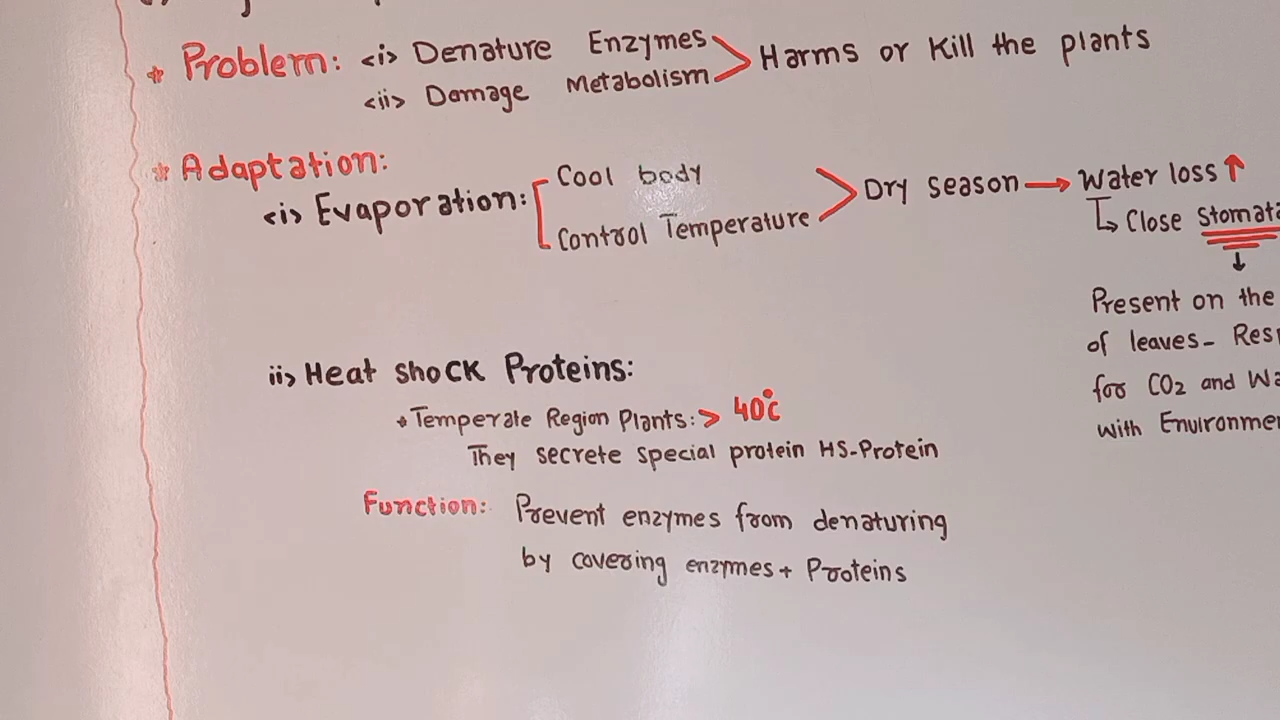 * Problem: <i> Denature Enzymes > Harms or Kill the plants
<ii> Damage Metabolism
* Adaptation:
<i> Evaporation: Cool body
Control Temperature > Dry season → Water loss ↑
↳ Close Stomata
↓
Present on the
of leaves- Resp
for CO2 and Wa
with Environme
ii> Heat shock Proteins:
* Temperate Region Plants: > 40°c
They secrete special protein HS-Protein
Function: Prevent enzymes from denaturing
by covering enzymes + Proteins